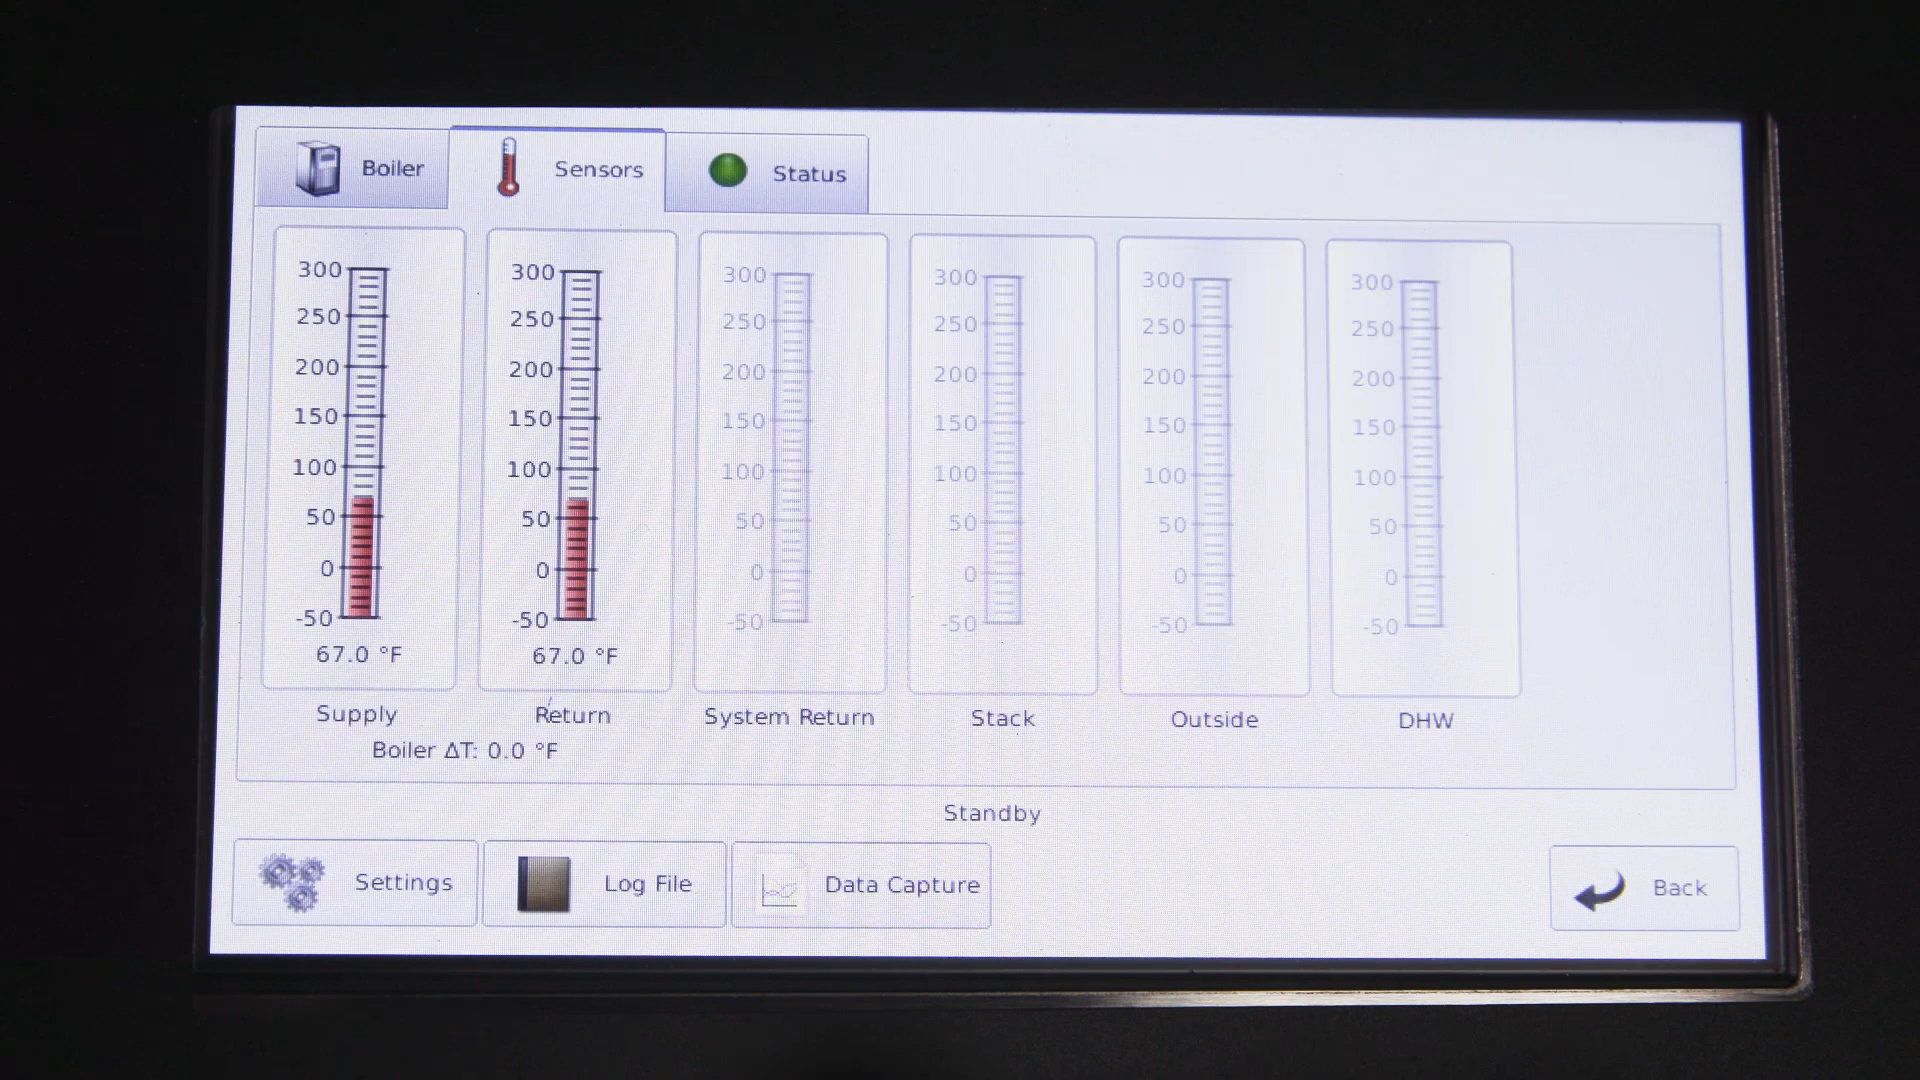 Boiler
Sensors
Status
300
250
200
150
100
50
0
-50
67.0 °F
Supply
300
250
200
150
100
50
0
-50
67.0 °F
Return
Boiler ΔT: 0.0 °F
300
250
200
150
100
50
0
-50
System Return
300
250
200
150
100
50
0
-50
Stack
300
250
200
150
100
50
0
-50
Outside
300
250
200
150
100
50
0
-50
DHW
Standby
Settings
Log File
Data Capture
Back